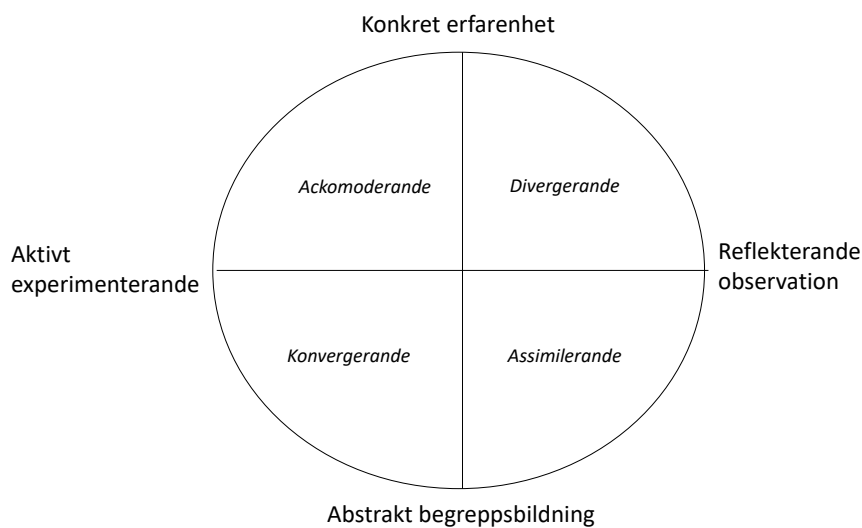 Konkret erfarenhet
Ackomoderande
Divergerande
Aktivt
experimenterande
Reflekterande
observation
Konvergerande
Assimilerande
Abstrakt begreppsbildning